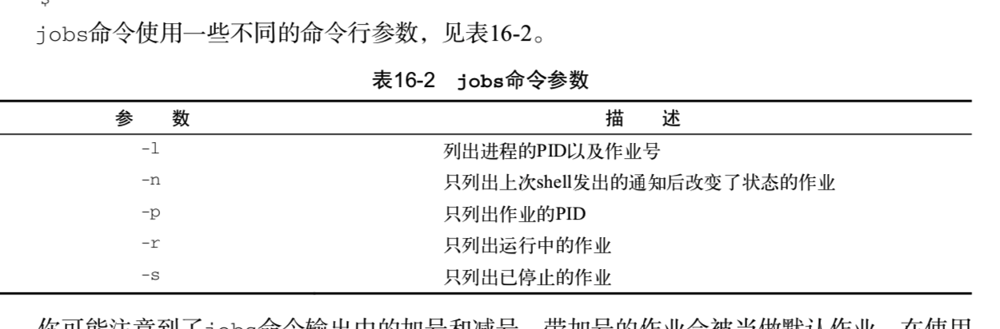 $
jobs命令使用一些不同的命令行参数，见表16-2。
表16-2 jobs命令参数
参 数 描 述
-l 列出进程的PID以及作业号
-n 只列出上次shell发出的通知后改变了状态的作业
-p 只列出作业的PID
-r 只列出运行中的作业
-s 只列出已停止的作业
你可能注意到了jobs命令输出中的加号和减号。带加号的作业会被当做默认作业。在使用